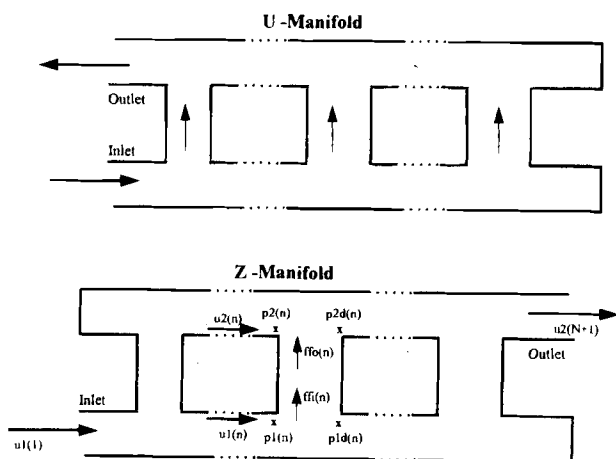 U -Manifold
Outlet
Inlet
Z -Manifold
u2(n)
p2(n)
p2d(n)
u2(N+1)
ffo(n)
Outlet
ffi(n)
Inlet
u1(n)
p1(n)
p1d(n)
u1(1)